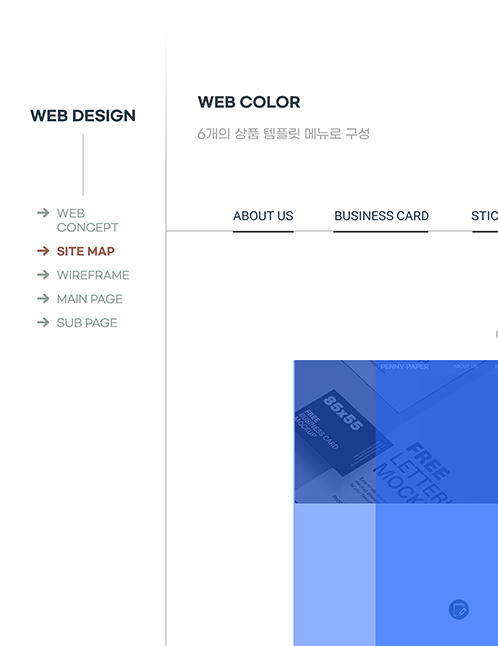 WEB DESIGN
WEB
CONCEPT
SITE MAP
WIREFRAME
MAIN PAGE
SUB PAGE
WEB COLOR
6개의 상품 템플릿 메뉴로 구성
ABOUT US
BUSINESS CARD
STIC
PENNY PAPER
ABOUT US
85x55
FREE
BUSINESS CARD
MOCKUP
FREE
LETTER
MOCK